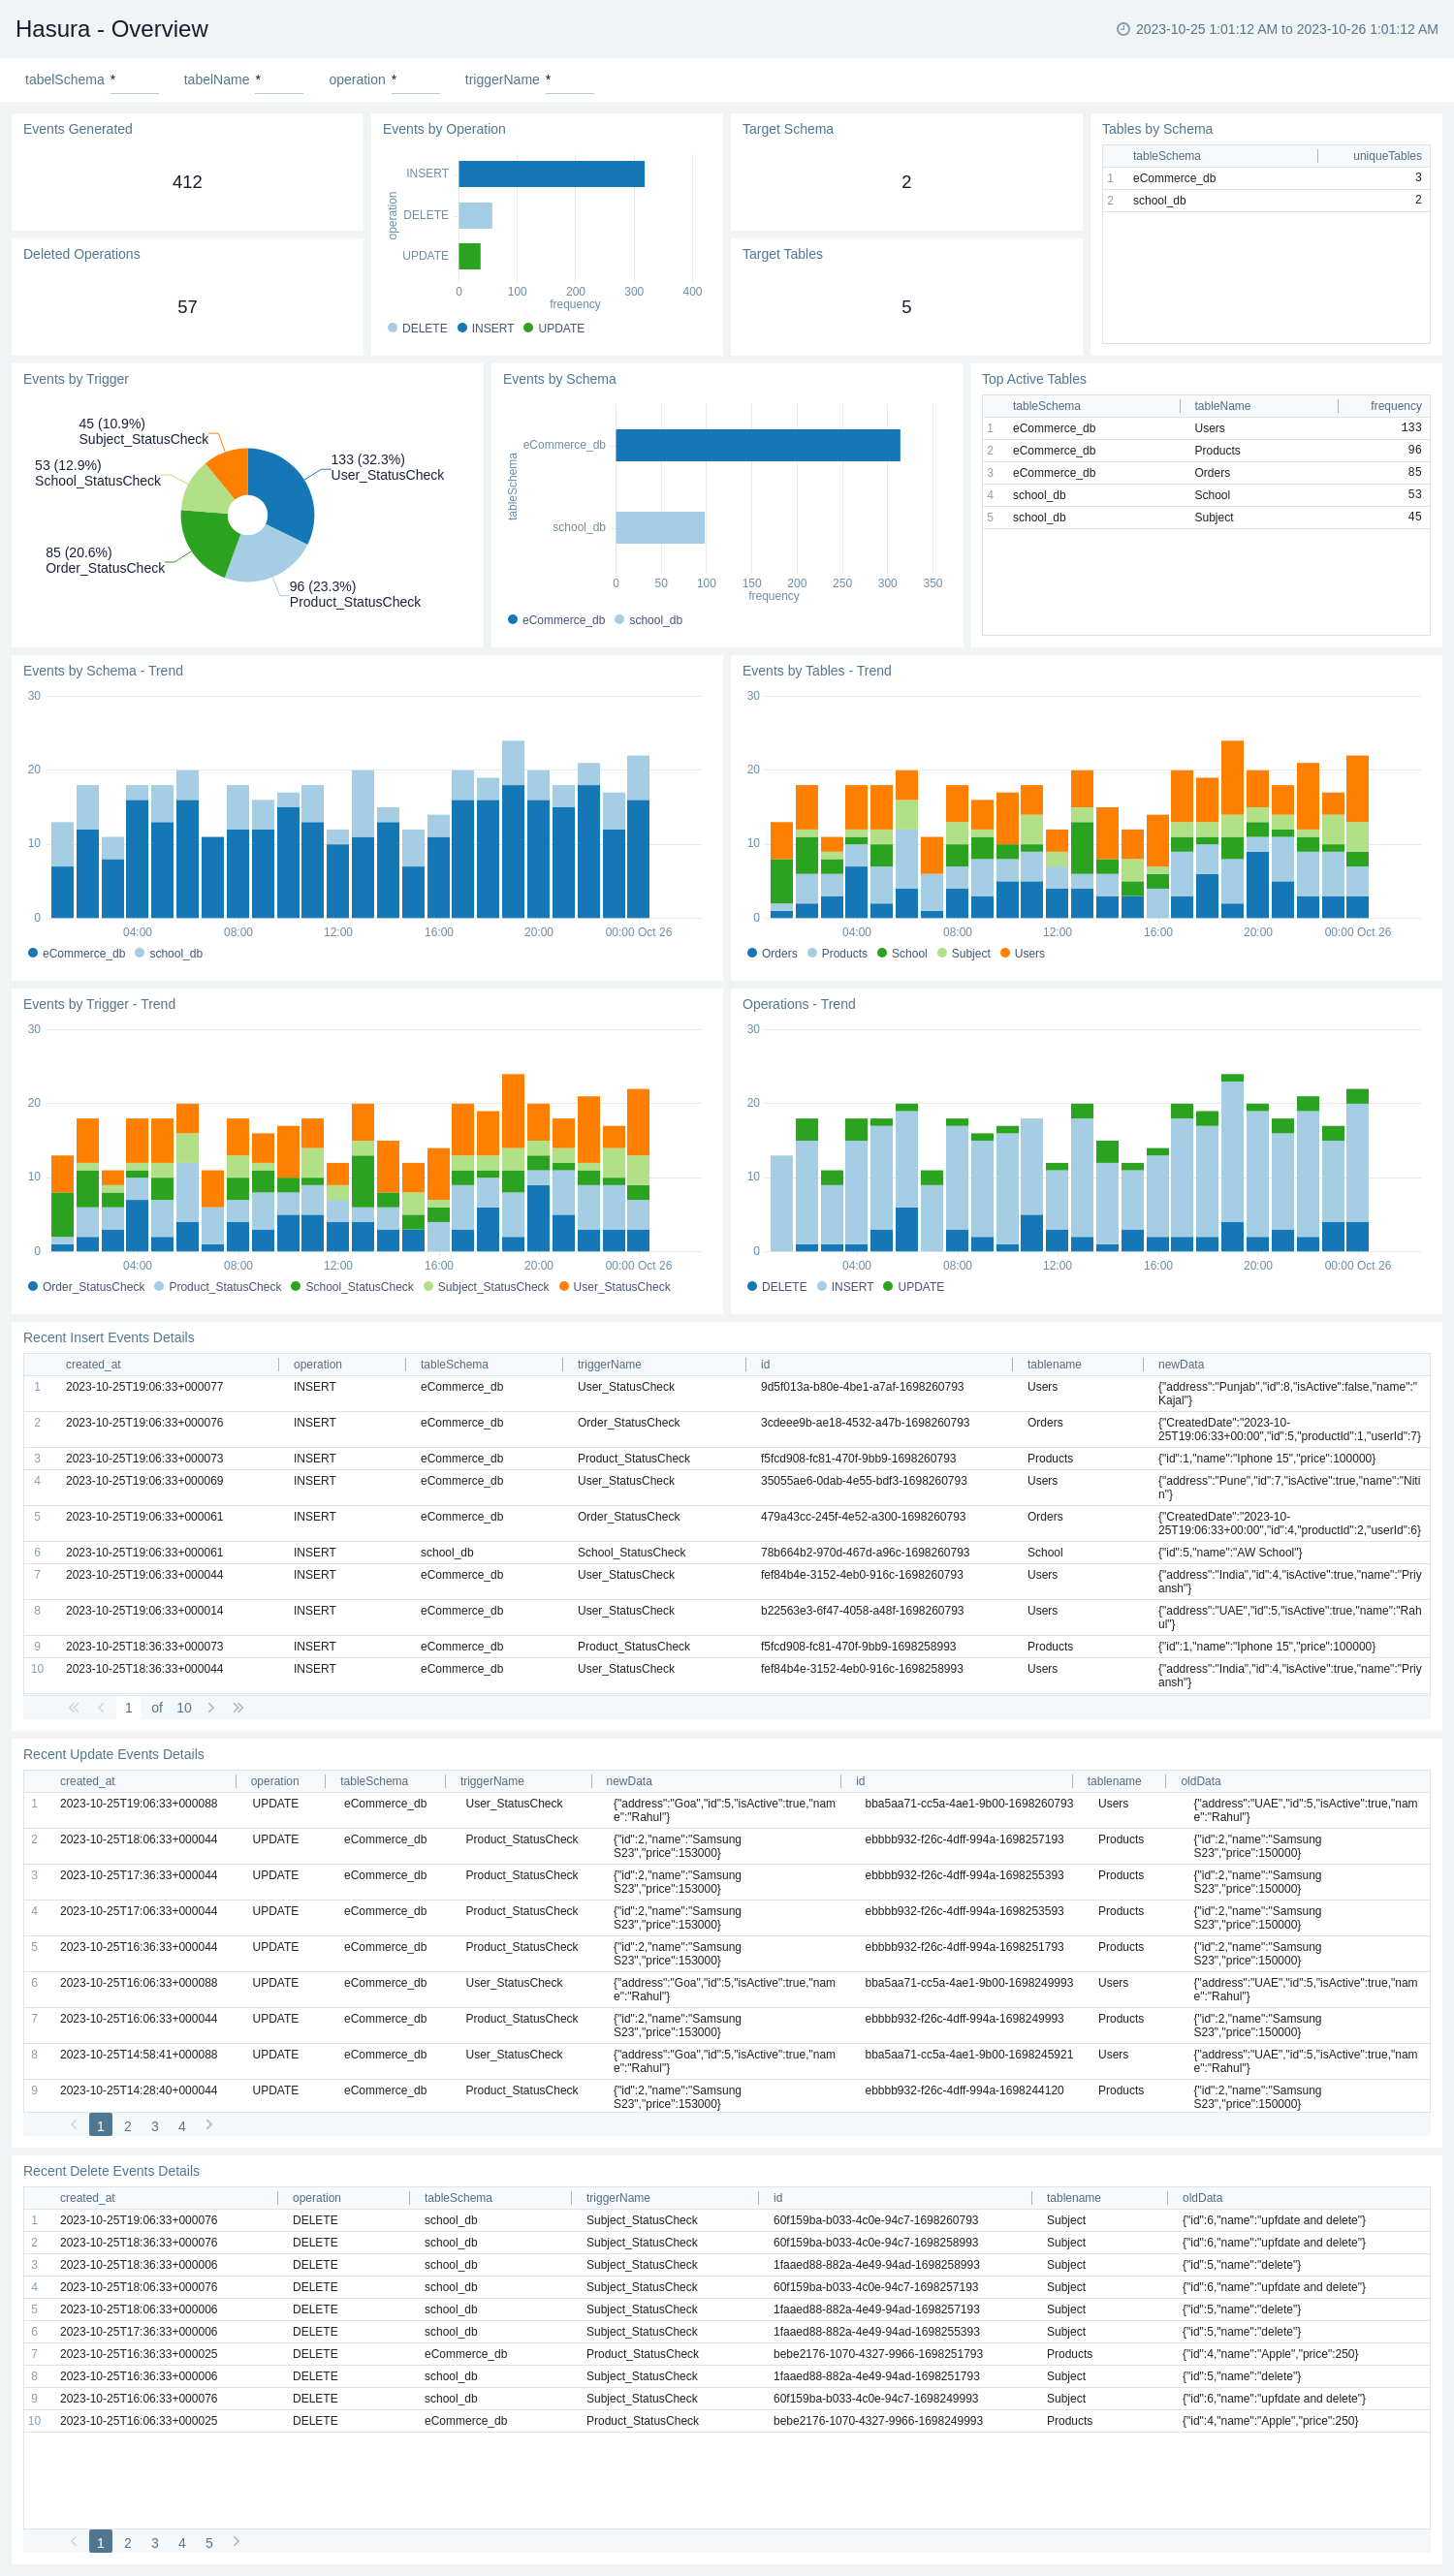 Hasura - Overview
2023-10-25 1:01:12 AM to 2023-10-26 1:01:12 AM
tabelSchema * tabelName * operation * triggerName *
Events Generated
412
Deleted Operations
57
Events by Operation
operation
INSERT
DELETE
UPDATE
0 100 200 300 400
frequency
DELETE INSERT UPDATE
Target Schema
2
Target Tables
5
Tables by Schema
tableSchema uniqueTables
1 eCommerce_db 3
2 school_db 2
Events by Trigger
45 (10.9%)
Subject_StatusCheck
53 (12.9%)
School_StatusCheck
133 (32.3%)
User_StatusCheck
85 (20.6%)
Order_StatusCheck
96 (23.3%)
Product_StatusCheck
Events by Schema
tableSchema
eCommerce_db
school_db
0 50 100 150 200 250 300 350
frequency
eCommerce_db school_db
Top Active Tables
tableSchema tableName frequency
1 eCommerce_db Users 133
2 eCommerce_db Products 96
3 eCommerce_db Orders 85
4 school_db School 53
5 school_db Subject 45
Events by Schema - Trend
30
20
10
0
04:00 08:00 12:00 16:00 20:00 00:00 Oct 26
eCommerce_db school_db
Events by Tables - Trend
30
20
10
0
04:00 08:00 12:00 16:00 20:00 00:00 Oct 26
Orders Products School Subject Users
Events by Trigger - Trend
30
20
10
0
04:00 08:00 12:00 16:00 20:00 00:00 Oct 26
Order_StatusCheck Product_StatusCheck School_StatusCheck Subject_StatusCheck User_StatusCheck
Operations - Trend
30
20
10
0
04:00 08:00 12:00 16:00 20:00 00:00 Oct 26
DELETE INSERT UPDATE
Recent Insert Events Details
created_at operation tableSchema triggerName id tablename newData
1 2023-10-25T19:06:33+000077 INSERT eCommerce_db User_StatusCheck 9d5f013a-b80e-4be1-a7af-1698260793 Users {"address":"Punjab","id":8,"isActive":false,"name":"
Kajal"}
2 2023-10-25T19:06:33+000076 INSERT eCommerce_db Order_StatusCheck 3cdeee9b-ae18-4532-a47b-1698260793 Orders {"CreatedDate":"2023-10-
25T19:06:33+00:00","id":5,"productId":1,"userId":7}
3 2023-10-25T19:06:33+000073 INSERT eCommerce_db Product_StatusCheck f5fcd908-fc81-470f-9bb9-1698260793 Products {"id":1,"name":"Iphone 15","price":100000}
4 2023-10-25T19:06:33+000069 INSERT eCommerce_db User_StatusCheck 35055ae6-0dab-4e55-bdf3-1698260793 Users {"address":"Pune","id":7,"isActive":true,"name":"Niti
n"}
5 2023-10-25T19:06:33+000061 INSERT eCommerce_db Order_StatusCheck 479a43cc-245f-4e52-a300-1698260793 Orders {"CreatedDate":"2023-10-
25T19:06:33+00:00","id":4,"productId":2,"userId":6}
6 2023-10-25T19:06:33+000061 INSERT school_db School_StatusCheck 78b664b2-970d-467d-a96c-1698260793 School {"id":5,"name":"AW School"}
7 2023-10-25T19:06:33+000044 INSERT eCommerce_db User_StatusCheck fef84b4e-3152-4eb0-916c-1698260793 Users {"address":"India","id":4,"isActive":true,"name":"Priy
ansh"}
8 2023-10-25T19:06:33+000014 INSERT eCommerce_db User_StatusCheck b22563e3-6f47-4058-a48f-1698260793 Users {"address":"UAE","id":5,"isActive":true,"name":"Rah
ul"}
9 2023-10-25T18:36:33+000073 INSERT eCommerce_db Product_StatusCheck f5fcd908-fc81-470f-9bb9-1698258993 Products {"id":1,"name":"Iphone 15","price":100000}
10 2023-10-25T18:36:33+000044 INSERT eCommerce_db User_StatusCheck fef84b4e-3152-4eb0-916c-1698258993 Users {"address":"India","id":4,"isActive":true,"name":"Priy
ansh"}
1 of 10
Recent Update Events Details
created_at operation tableSchema triggerName newData id tablename oldData
1 2023-10-25T19:06:33+000088 UPDATE eCommerce_db User_StatusCheck {"address":"Goa","id":5,"isActive":true,"nam bba5aa71-cc5a-4ae1-9b00-1698260793 Users {"address":"UAE","id":5,"isActive":true,"nam
e":"Rahul"} e":"Rahul"}
2 2023-10-25T18:06:33+000044 UPDATE eCommerce_db Product_StatusCheck {"id":2,"name":"Samsung ebbbb932-f26c-4dff-994a-1698257193 Products {"id":2,"name":"Samsung
S23","price":153000} S23","price":150000}
3 2023-10-25T17:36:33+000044 UPDATE eCommerce_db Product_StatusCheck {"id":2,"name":"Samsung ebbbb932-f26c-4dff-994a-1698255393 Products {"id":2,"name":"Samsung
S23","price":153000} S23","price":150000}
4 2023-10-25T17:06:33+000044 UPDATE eCommerce_db Product_StatusCheck {"id":2,"name":"Samsung ebbbb932-f26c-4dff-994a-1698253593 Products {"id":2,"name":"Samsung
S23","price":153000} S23","price":150000}
5 2023-10-25T16:36:33+000044 UPDATE eCommerce_db Product_StatusCheck {"id":2,"name":"Samsung ebbbb932-f26c-4dff-994a-1698251793 Products {"id":2,"name":"Samsung
S23","price":153000} S23","price":150000}
6 2023-10-25T16:06:33+000088 UPDATE eCommerce_db User_StatusCheck {"address":"Goa","id":5,"isActive":true,"nam bba5aa71-cc5a-4ae1-9b00-1698249993 Users {"address":"UAE","id":5,"isActive":true,"nam
e":"Rahul"} e":"Rahul"}
7 2023-10-25T16:06:33+000044 UPDATE eCommerce_db Product_StatusCheck {"id":2,"name":"Samsung ebbbb932-f26c-4dff-994a-1698249993 Products {"id":2,"name":"Samsung
S23","price":153000} S23","price":150000}
8 2023-10-25T14:58:41+000088 UPDATE eCommerce_db User_StatusCheck {"address":"Goa","id":5,"isActive":true,"nam bba5aa71-cc5a-4ae1-9b00-1698245921 Users {"address":"UAE","id":5,"isActive":true,"nam
e":"Rahul"} e":"Rahul"}
9 2023-10-25T14:28:40+000044 UPDATE eCommerce_db Product_StatusCheck {"id":2,"name":"Samsung ebbbb932-f26c-4dff-994a-1698244120 Products {"id":2,"name":"Samsung
S23","price":153000} S23","price":150000}
1 2 3 4
Recent Delete Events Details
created_at operation tableSchema triggerName id tablename oldData
1 2023-10-25T19:06:33+000076 DELETE school_db Subject_StatusCheck 60f159ba-b033-4c0e-94c7-1698260793 Subject {"id":6,"name":"upfdate and delete"}
2 2023-10-25T18:36:33+000076 DELETE school_db Subject_StatusCheck 60f159ba-b033-4c0e-94c7-1698258993 Subject {"id":6,"name":"upfdate and delete"}
3 2023-10-25T18:36:33+000006 DELETE school_db Subject_StatusCheck 1faaed88-882a-4e49-94ad-1698258993 Subject {"id":5,"name":"delete"}
4 2023-10-25T18:06:33+000076 DELETE school_db Subject_StatusCheck 60f159ba-b033-4c0e-94c7-1698257193 Subject {"id":6,"name":"upfdate and delete"}
5 2023-10-25T18:06:33+000006 DELETE school_db Subject_StatusCheck 1faaed88-882a-4e49-94ad-1698257193 Subject {"id":5,"name":"delete"}
6 2023-10-25T17:36:33+000006 DELETE school_db Subject_StatusCheck 1faaed88-882a-4e49-94ad-1698255393 Subject {"id":5,"name":"delete"}
7 2023-10-25T16:36:33+000025 DELETE eCommerce_db Product_StatusCheck bebe2176-1070-4327-9966-1698251793 Products {"id":4,"name":"Apple","price":250}
8 2023-10-25T16:36:33+000006 DELETE school_db Subject_StatusCheck 1faaed88-882a-4e49-94ad-1698251793 Subject {"id":5,"name":"delete"}
9 2023-10-25T16:06:33+000076 DELETE school_db Subject_StatusCheck 60f159ba-b033-4c0e-94c7-1698249993 Subject {"id":6,"name":"upfdate and delete"}
10 2023-10-25T16:06:33+000025 DELETE eCommerce_db Product_StatusCheck bebe2176-1070-4327-9966-1698249993 Products {"id":4,"name":"Apple","price":250}
1 2 3 4 5